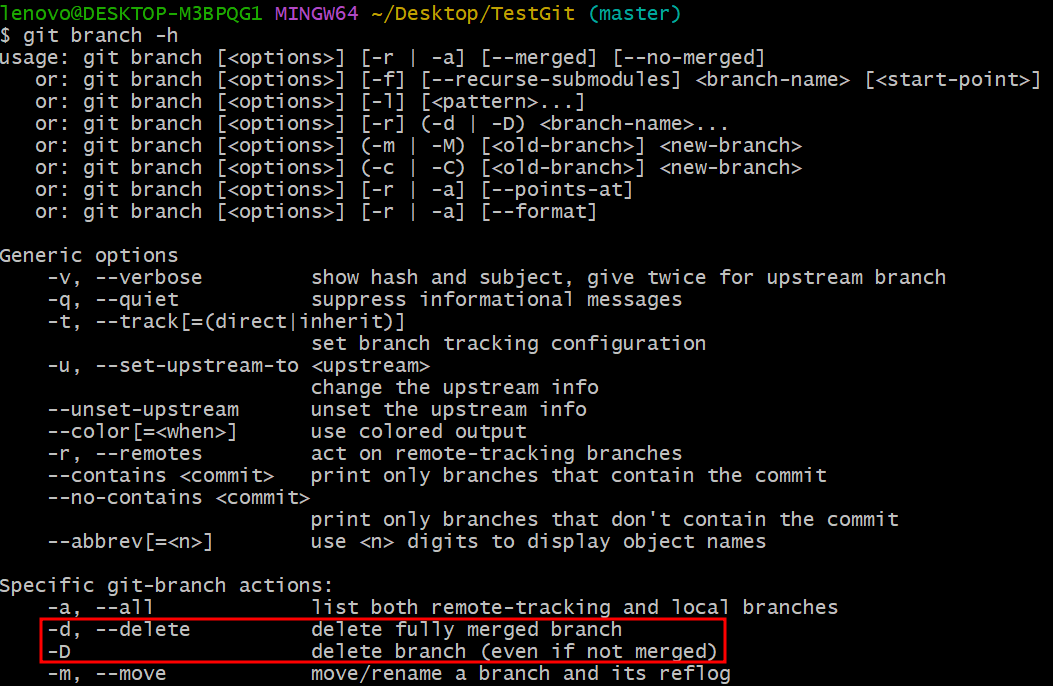 lenovo@DESKTOP-M3BPQG1 MINGW64 ~/Desktop/TestGit (master)
$ git branch -h
usage: git branch [<options>] [-r | -a] [--merged] [--no-merged]
   or: git branch [<options>] [-f] [--recurse-submodules] <branch-name> [<start-point>]
   or: git branch [<options>] [-l] [<pattern>...]
   or: git branch [<options>] [-r] (-d | -D) <branch-name>...
   or: git branch [<options>] (-m | -M) [<old-branch>] <new-branch>
   or: git branch [<options>] (-c | -C) [<old-branch>] <new-branch>
   or: git branch [<options>] [-r | -a] [--points-at]
   or: git branch [<options>] [-r | -a] [--format]

Generic options
    -v, --verbose         show hash and subject, give twice for upstream branch
    -q, --quiet           suppress informational messages
    -t, --track[=(direct|inherit)]
                          set branch tracking configuration
    -u, --set-upstream-to <upstream>
                          change the upstream info
    --unset-upstream      unset the upstream info
    --color[=<when>]      use colored output
    -r, --remotes         act on remote-tracking branches
    --contains <commit>   print only branches that contain the commit
    --no-contains <commit>
                          print only branches that don't contain the commit
    --abbrev[=<n>]        use <n> digits to display object names

Specific git-branch actions:
    -a, --all             list both remote-tracking and local branches
    -d, --delete          delete fully merged branch
    -D                    delete branch (even if not merged)
    -m, --move            move/rename a branch and its reflog